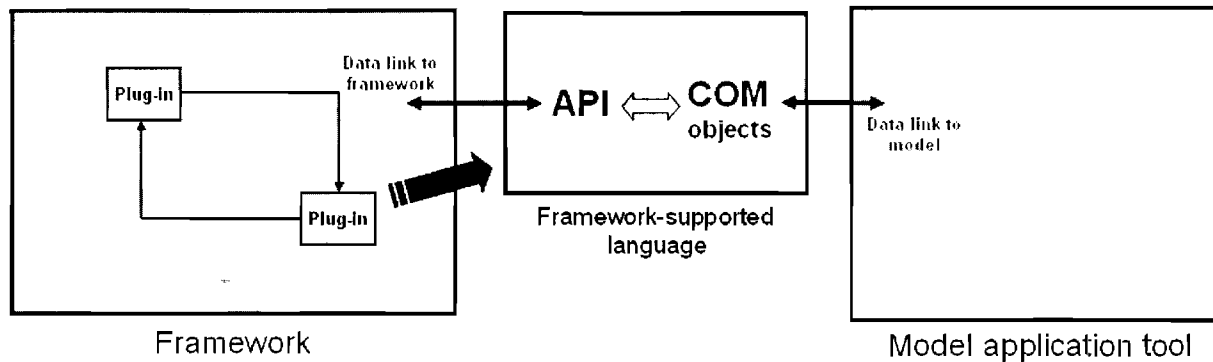 Data link to
framework
Plug-in
Plug-in
API
COM
objects
Data link to
model
Framework-supported
language
Framework
Model application tool